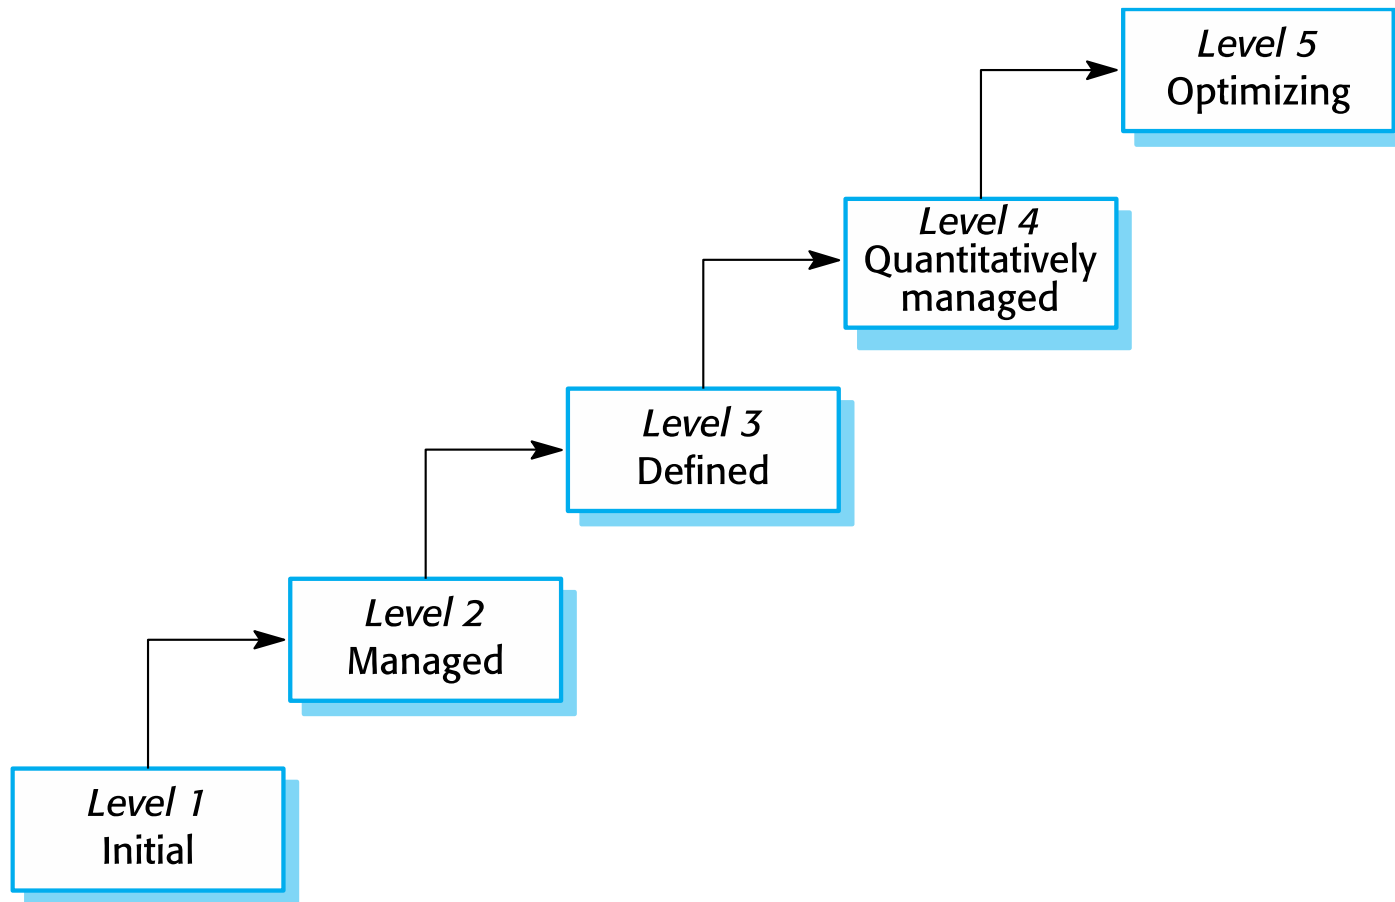 Level 5
Optimizing
Level 4
Quantitatively
managed
Level 3
Defined
Level 2
Managed
Level 1
Initial